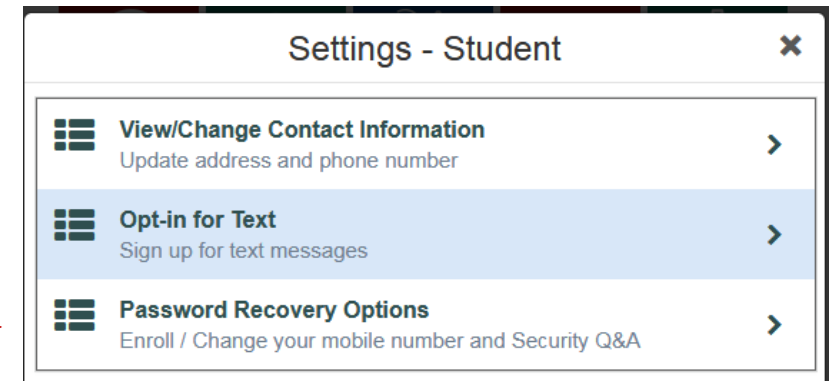 Settings - Student
View/Change Contact Information
Update address and phone number
Opt-in for Text
Sign up for text messages
Password Recovery Options
Enroll / Change your mobile number and Security Q&A